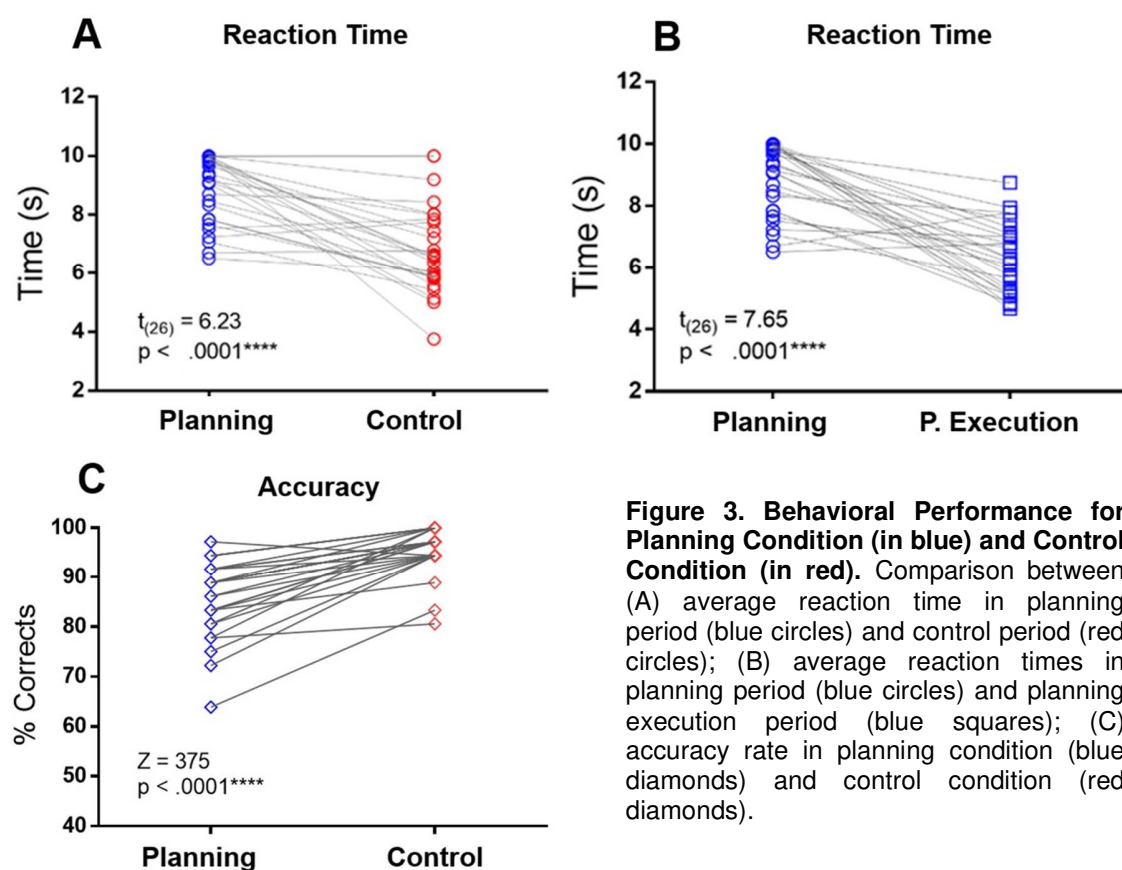 A
Reaction Time
Time (s)
12
10
8
6
4
2
t(26) = 6.23
p < .0001****
Planning
Control
B
Reaction Time
Time (s)
12
10
8
6
4
2
t(26) = 7.65
p < .0001****
Planning
P. Execution
C
Accuracy
% Corrects
100
90
80
70
60
50
40
Z = 375
p < .0001****
Planning
Control
Figure 3. Behavioral Performance for
Planning Condition (in blue) and Control
Condition (in red). Comparison between
(A) average reaction time in planning
period (blue circles) and control period (red
circles); (B) average reaction times in
planning period (blue circles) and planning
execution period (blue squares); (C)
accuracy rate in planning condition (blue
diamonds) and control condition (red
diamonds).